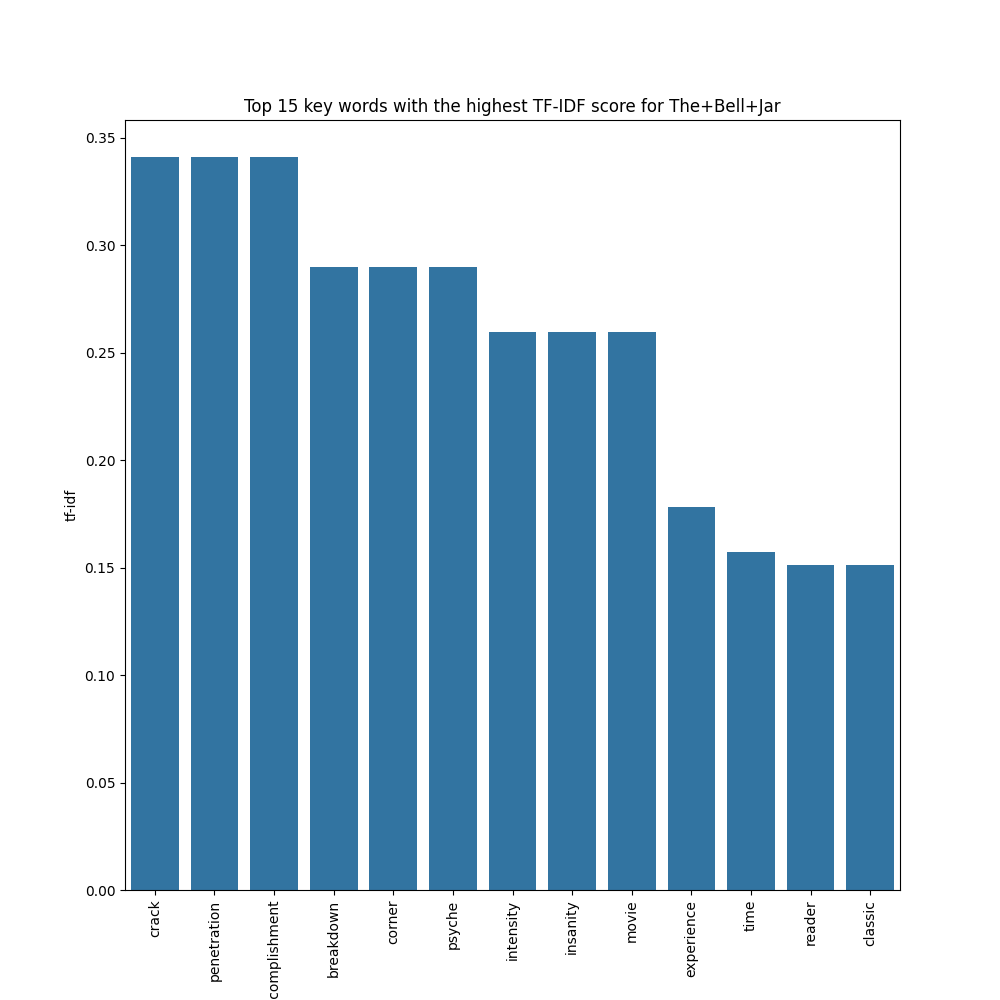 Top 15 key words with the highest TF-IDF score for The+Bell+Jar
0.35
0.30
0.25
0.20
0.15
0.10
0.05
0.00
tf-idf
crack
penetration
complishment
breakdown
corner
psyche
intensity
insanity
movie
experience
time
reader
classic